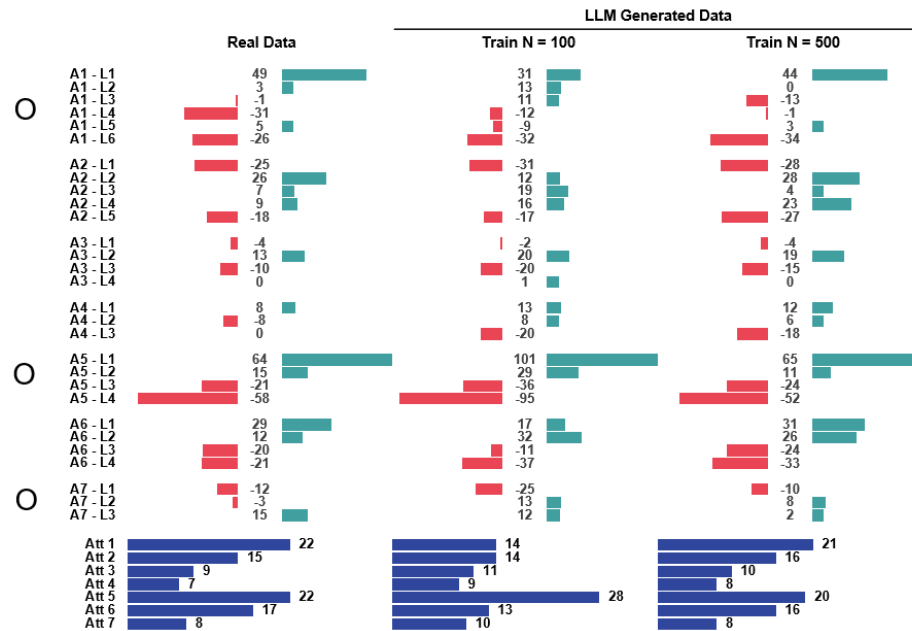 LLM Generated Data
Real Data Train N = 100 Train N = 500
A1 - L1 49 31 44
A1 - L2 3 13 0
A1 - L3 -1 11 -13
A1 - L4 -31 -12 -1
A1 - L5 5 -9 3
A1 - L6 -26 -32 -34
O
A2 - L1 -25 -31 -28
A2 - L2 26 12 28
A2 - L3 7 19 4
A2 - L4 9 16 23
A2 - L5 -18 -17 -27
A3 - L1 -4 -2 -4
A3 - L2 13 20 19
A3 - L3 -10 -20 -15
A3 - L4 0 1 0
A4 - L1 8 13 12
A4 - L2 -8 8 6
A4 - L3 0 -20 -18
A5 - L1 64 101 65
A5 - L2 15 29 11
O
A5 - L3 -21 -36 -24
A5 - L4 -58 -95 -52
A6 - L1 29 17 31
A6 - L2 12 32 26
A6 - L3 -20 -11 -24
A6 - L4 -21 -37 -33
A7 - L1 -12 -25 -10
O
A7 - L2 -3 13 8
A7 - L3 15 12 2
Att 1 22 14 21
Att 2 15 14 16
Att 3 9 11 10
Att 4 7 9 8
Att 5 22 28 20
Att 6 17 13 16
Att 7 8 10 8